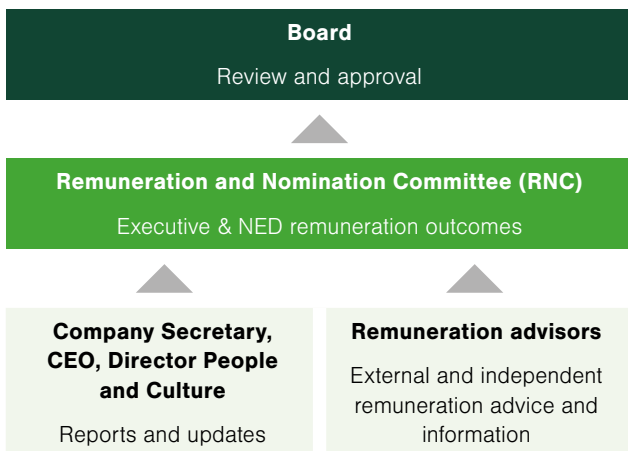 Board
Review and approval
Remuneration and Nomination Committee (RNC)
Executive & NED remuneration outcomes
Company Secretary,
CEO, Director People
and Culture
Reports and updates
Remuneration advisors
External and independent
remuneration advice and
information